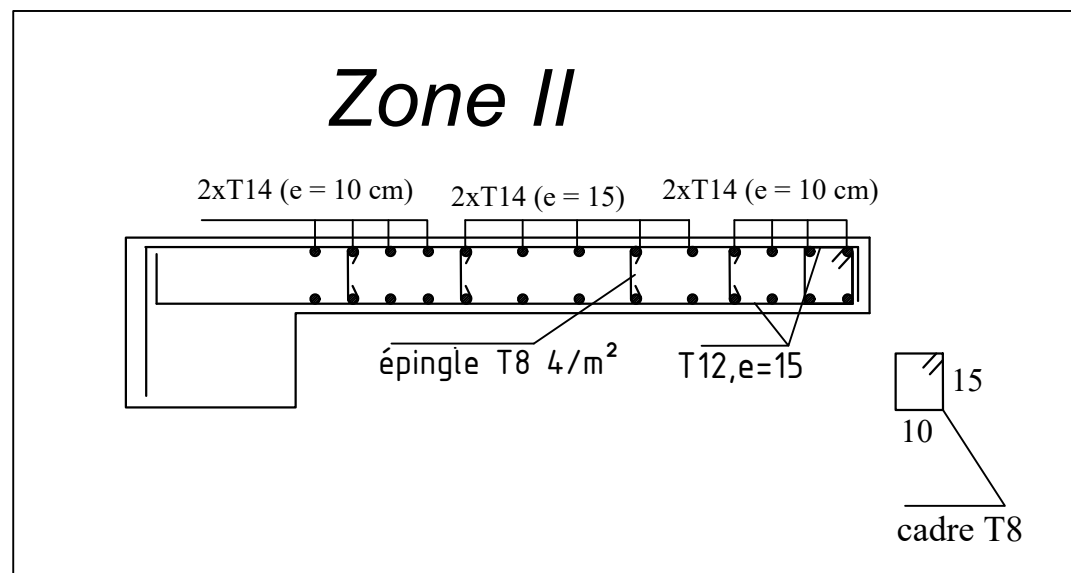 Zone II
2xT14 (e = 10 cm)
2xT14 (e = 15)
2xT14 (e = 10 cm)
épingle T8 4/m²
T12,e=15
15
10
cadre T8